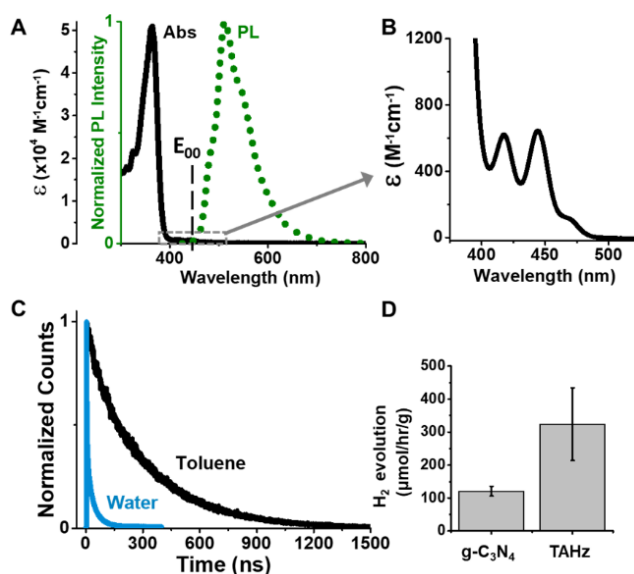 A
Abs
PL
E₀₀
ε (x10⁴ M⁻¹cm⁻¹)
Normalized PL Intensity
5
4
3
2
1
0
1
0
400
600
800
Wavelength (nm)
B
ε (M⁻¹cm⁻¹)
1200
800
400
0
400
450
500
Wavelength (nm)
C
Normalized Counts
1
0
Toluene
Water
0
300
600
900
1200
1500
Time (ns)
D
H₂ evolution
(μmol/hr/g)
500
400
300
200
100
0
g-C₃N₄
TAHz